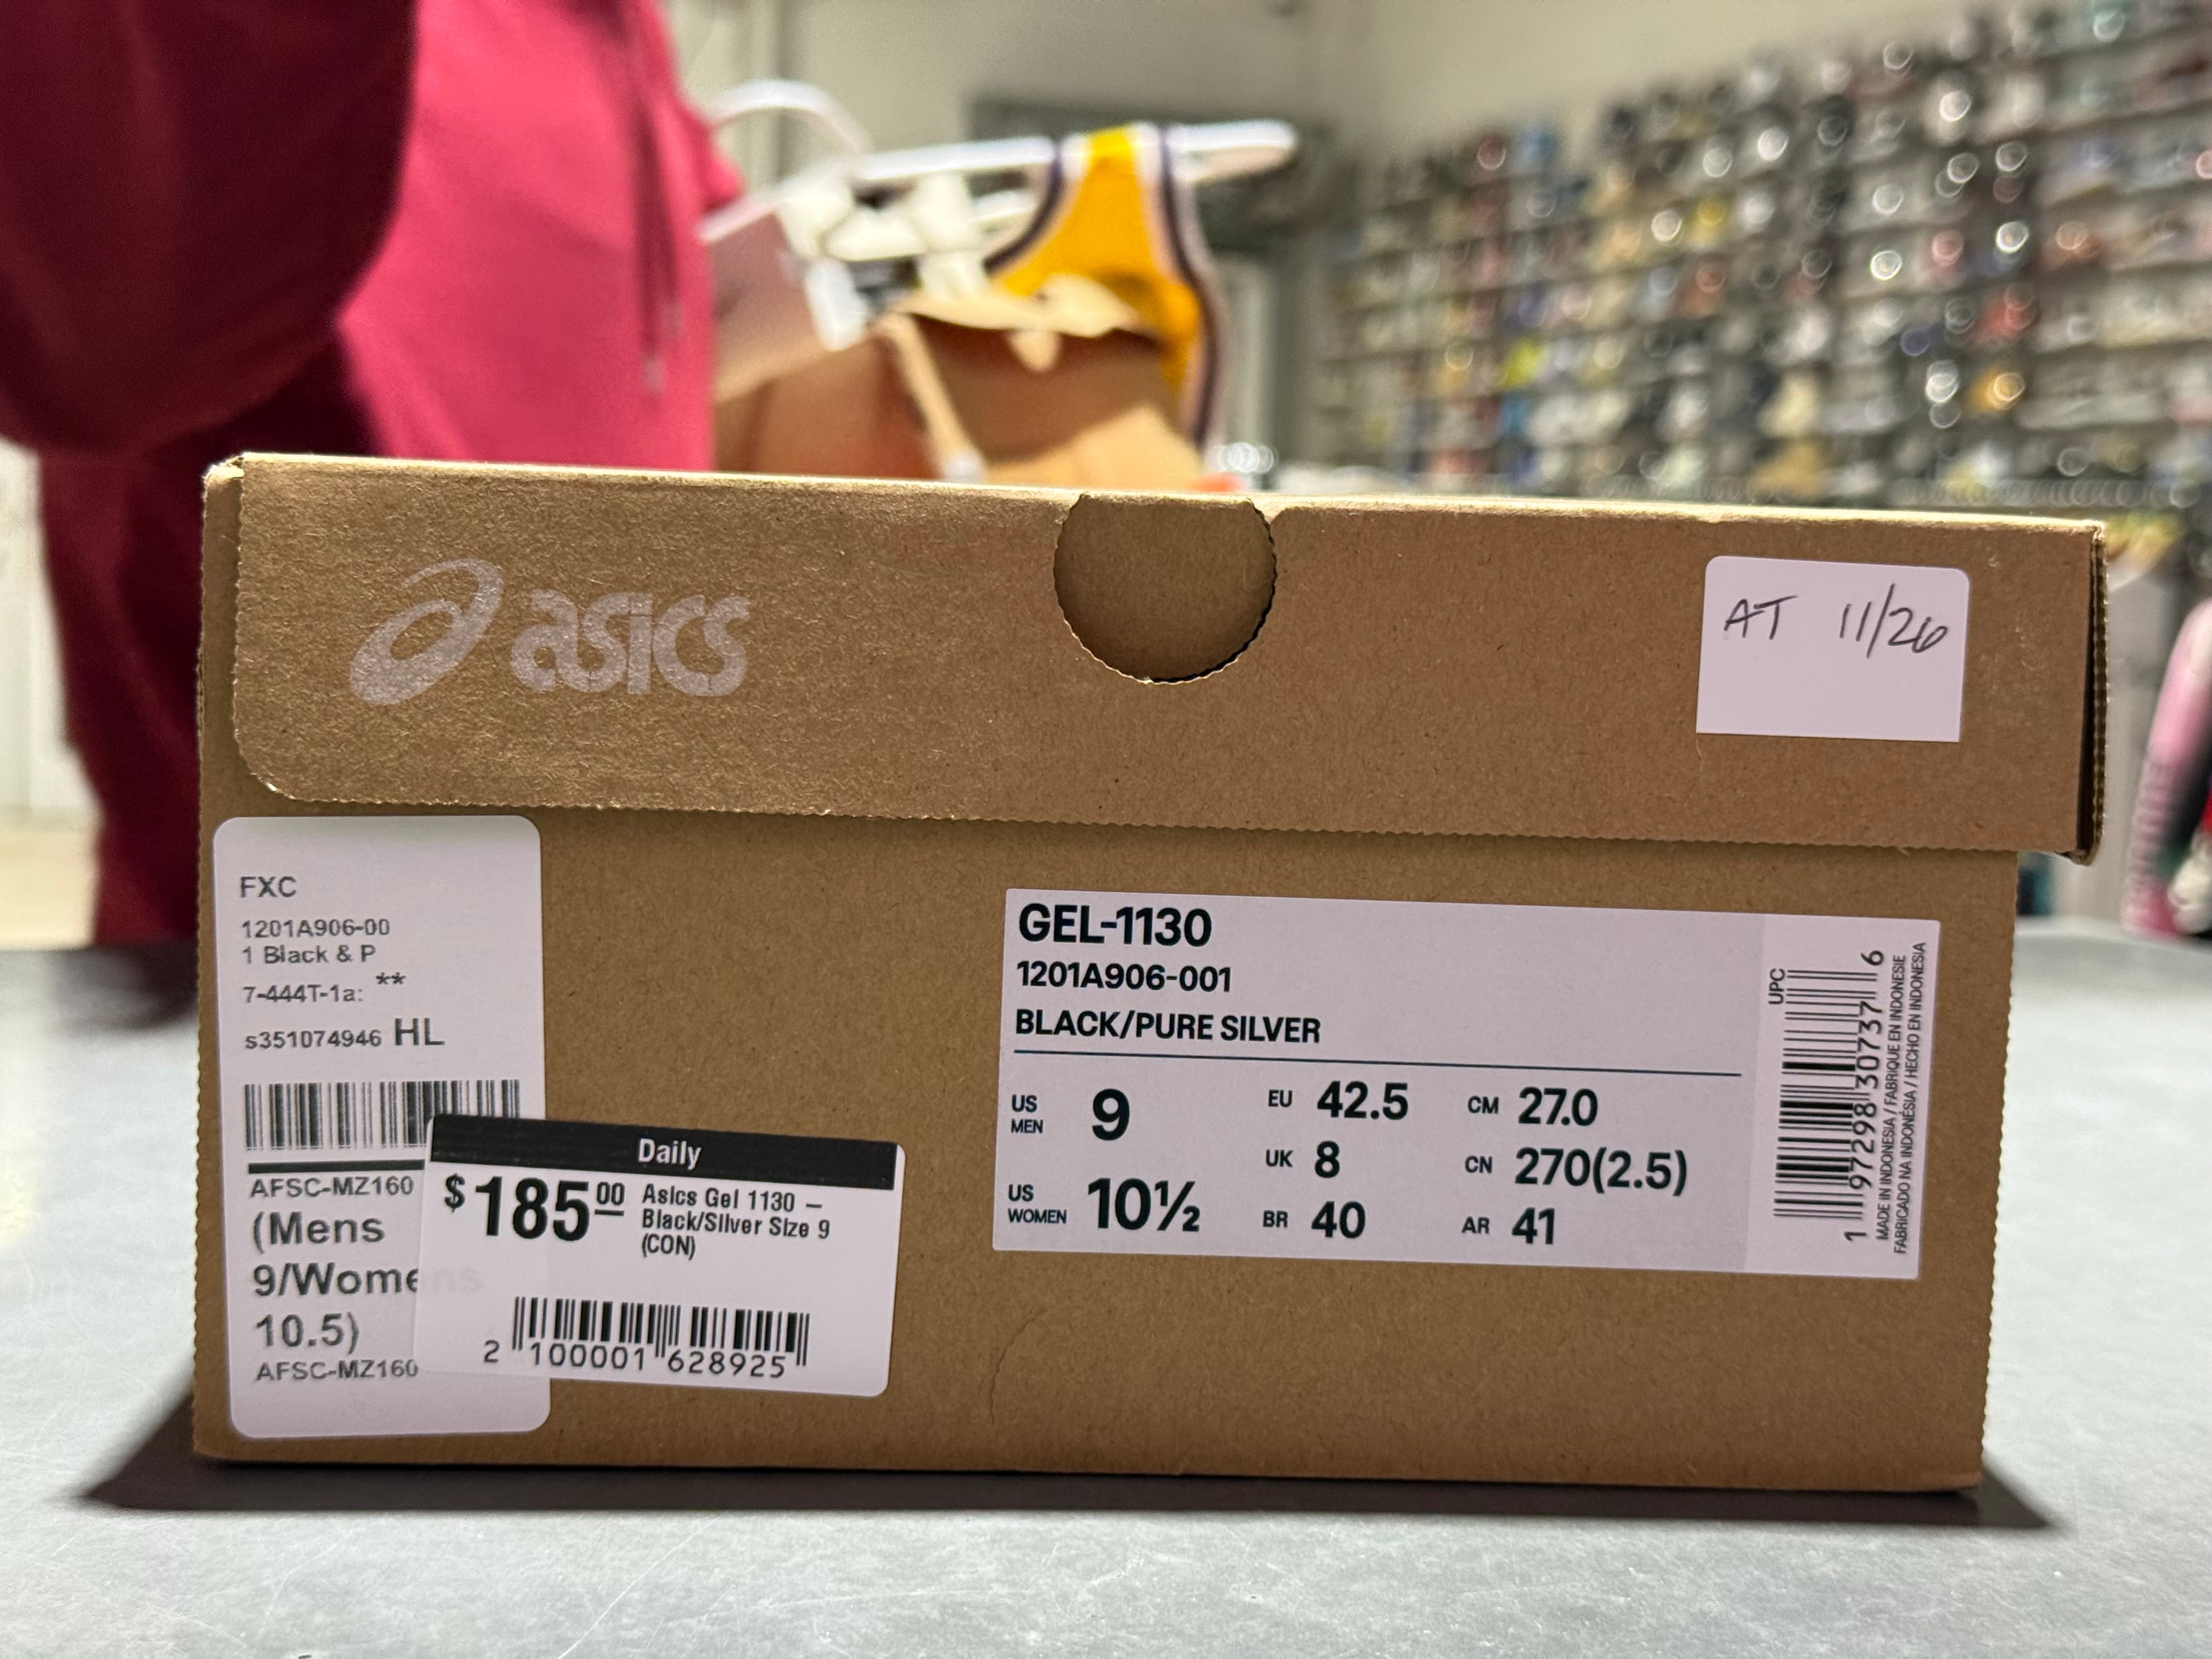 asics
AT 11/26
FXC
1201A906-00
1 Black & P
7-444T-1a: **
s351074946 HL
AFSC-MZ160
(Mens
9/Womens
10.5)
AFSC-MZ160
Daily
$185.00
Asics Gel 1130 –
Black/Silver Size 9
(CON)
2 100001 628925
GEL-1130
1201A906-001
BLACK/PURE SILVER
US MEN 9 EU 42.5 CM 27.0
UK 8 CN 270(2.5)
US WOMEN 10½ BR 40 AR 41
UPC
1 97298 30737 6
MADE IN INDONESIA / FABRIQUE EN INDONESIE
FABRICADO NA INDONÉSIA / HECHO EN INDONESIA